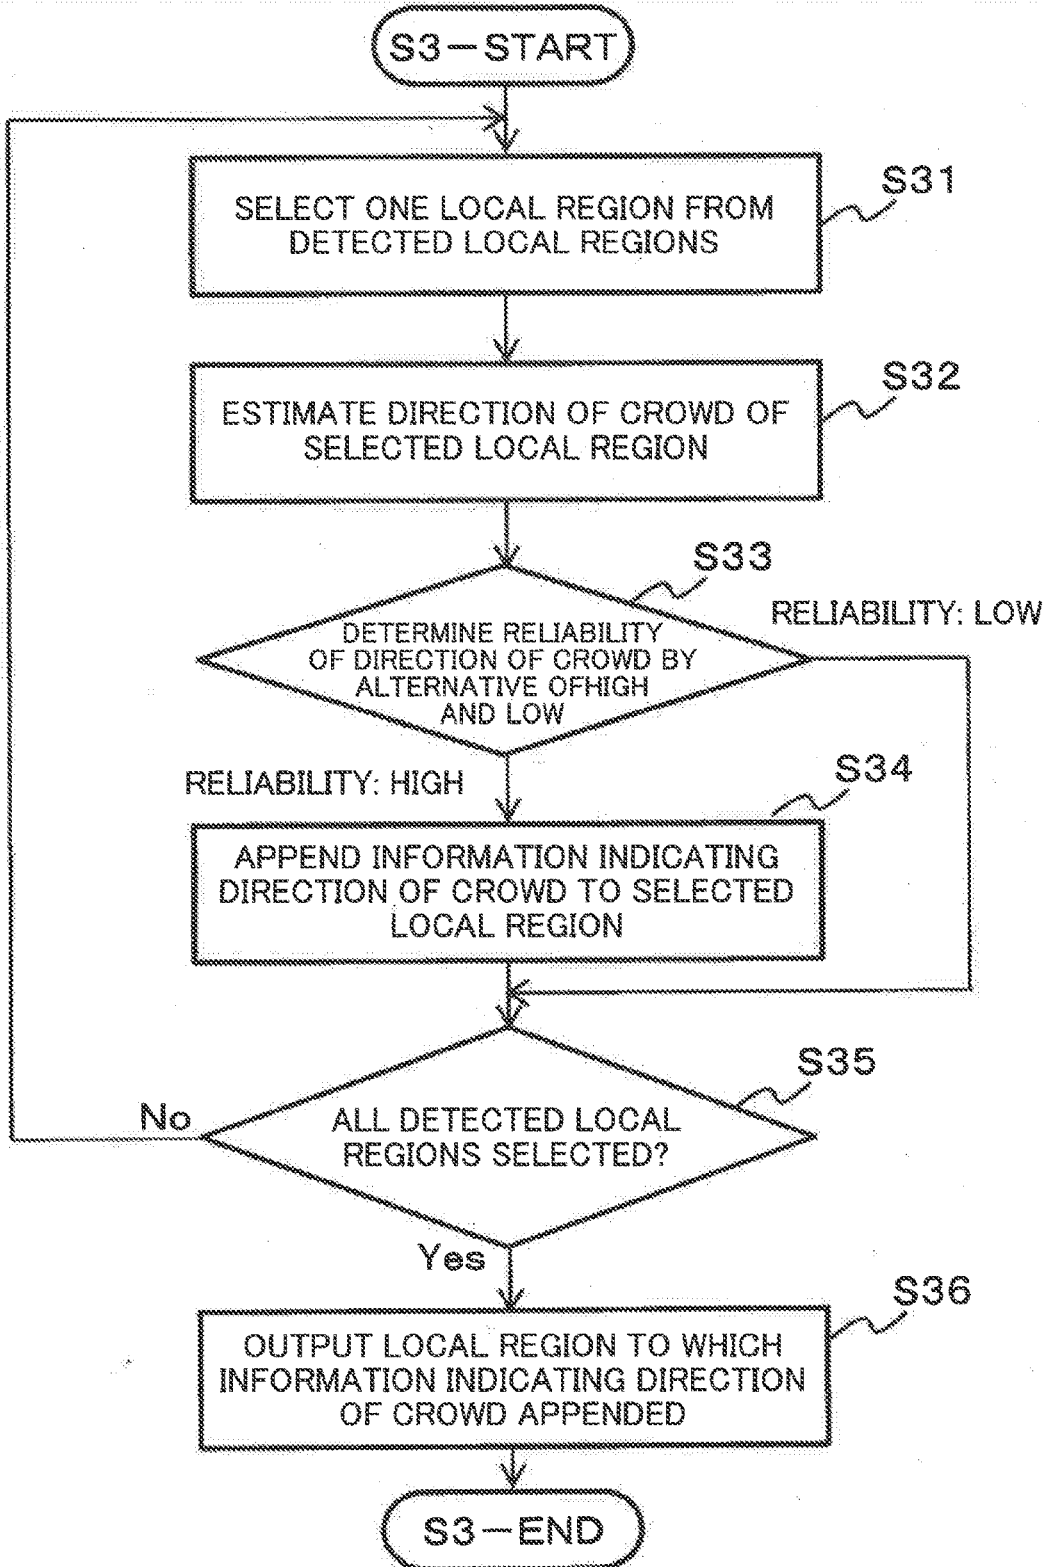 S3-START
S31
SELECT ONE LOCAL REGION FROM
DETECTED LOCAL REGIONS
S32
ESTIMATE DIRECTION OF CROWD OF
SELECTED LOCAL REGION
S33
RELIABILITY: LOW
DETERMINE RELIABILITY
OF DIRECTION OF CROWD BY
ALTERNATIVE OFHIGH
AND LOW
RELIABILITY: HIGH
S34
APPEND INFORMATION INDICATING
DIRECTION OF CROWD TO SELECTED
LOCAL REGION
S35
No
ALL DETECTED LOCAL
REGIONS SELECTED?
Yes
S36
OUTPUT LOCAL REGION TO WHICH
INFORMATION INDICATING DIRECTION
OF CROWD APPENDED
S3-END